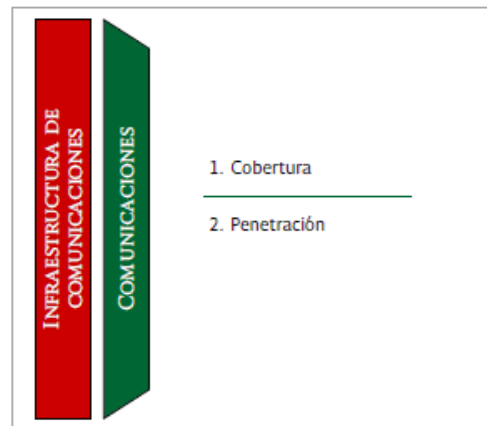 INFRAESTRUCTURA DE
COMUNICACIONES
COMUNICACIONES
1. Cobertura
2. Penetración